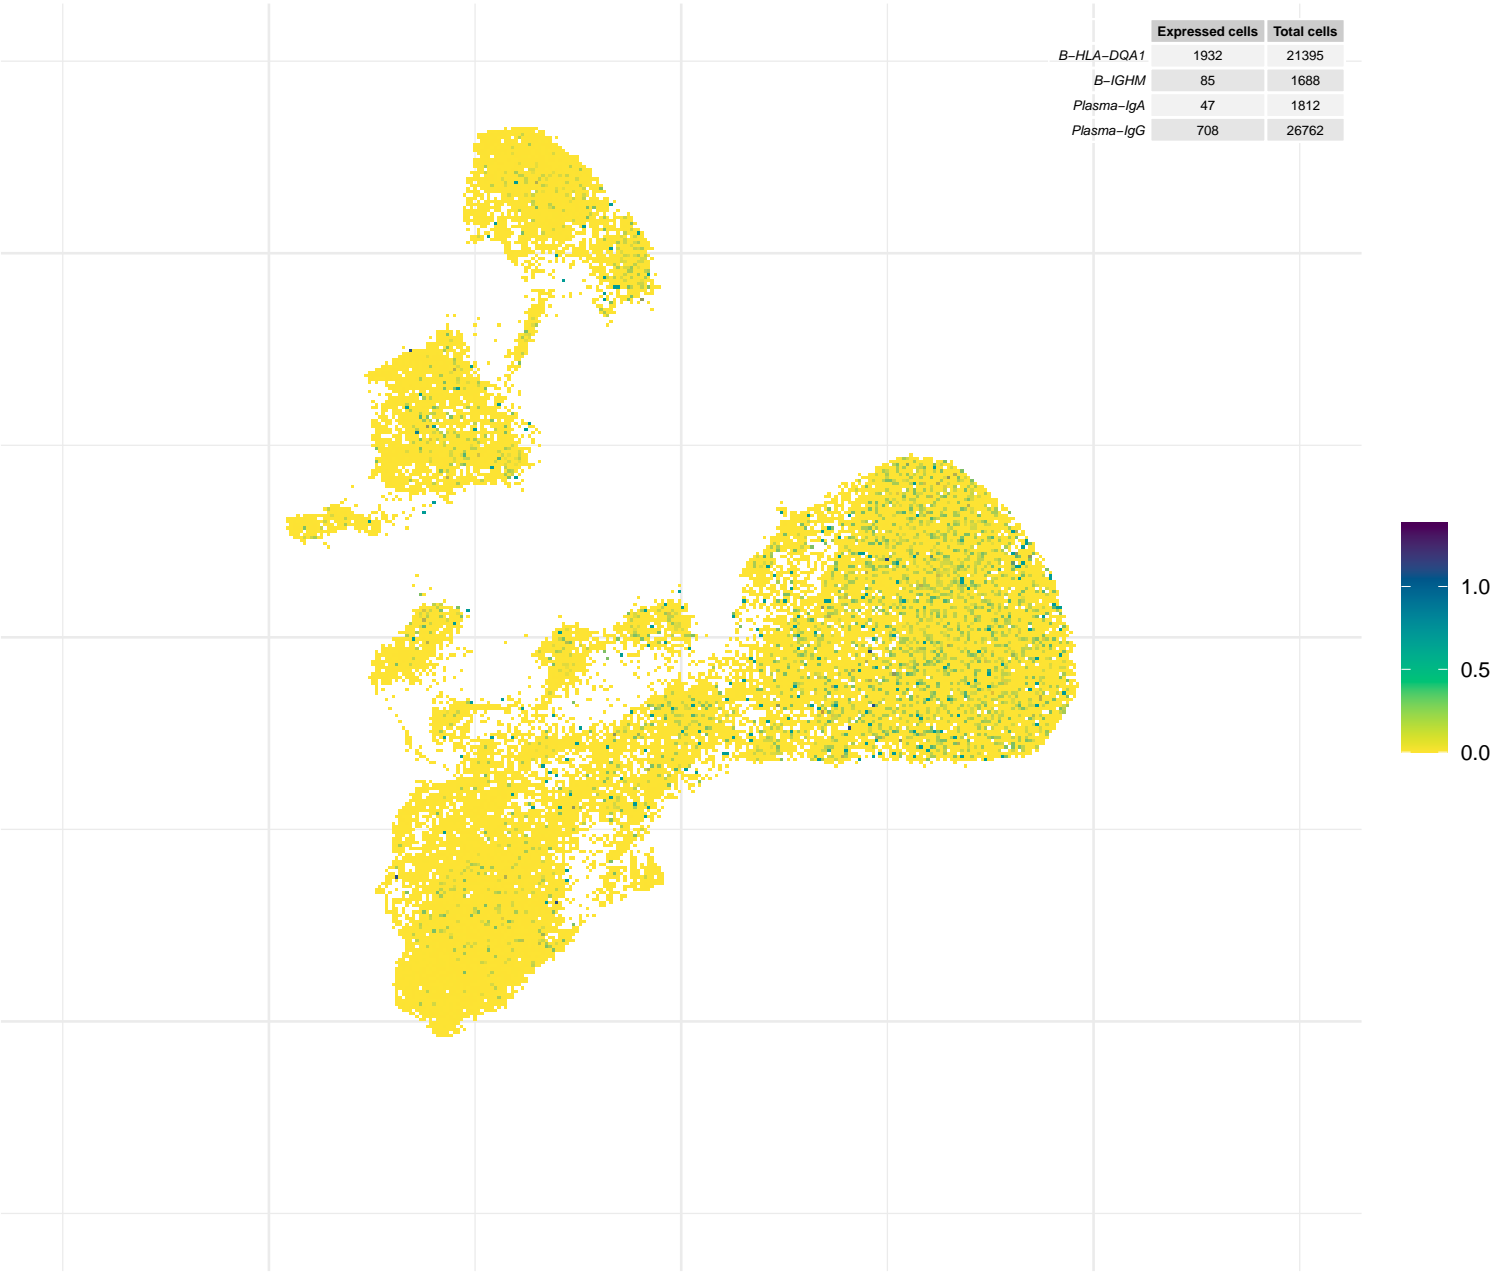 Expressed cells Total cells
B−HLA−DQA1 1932 21395
B−IGHM 85 1688
Plasma−IgA 47 1812
Plasma−IgG 708 26762
1.0
0.5
0.0